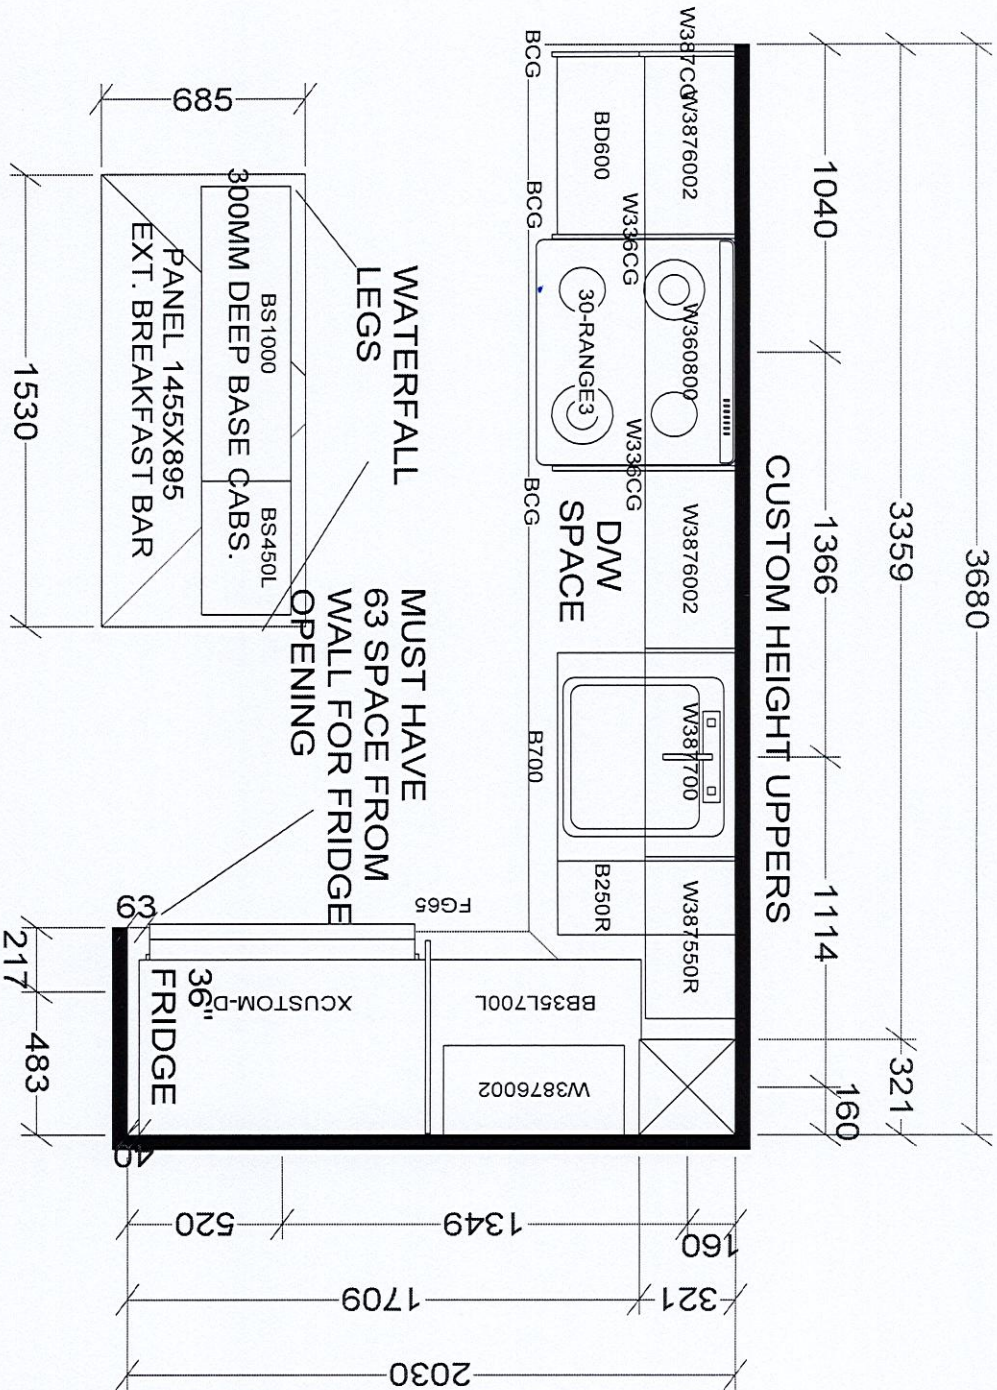 3680
3359
321
1040
1366
1114
160
CUSTOM HEIGHT UPPERS
W387CG
W3876002
W360800
W3876002
W387700
W387550R
W336CG
W336CG
BD600
30-RANGE3
D/W
SPACE
B250R
BCG
BCG
BCG
B700
FG65
BB35L700L
W3876002
XCUSTOM-D
36"
FRIDGE
MUST HAVE
63 SPACE FROM
WALL FOR FRIDGE
OPENING
WATERFALL
LEGS
685
BS1000
BS450L
300MM DEEP BASE CABS.
PANEL 1455X895
EXT. BREAKFAST BAR
1530
63
217
483
40
520
1349
160
1709
321
2030